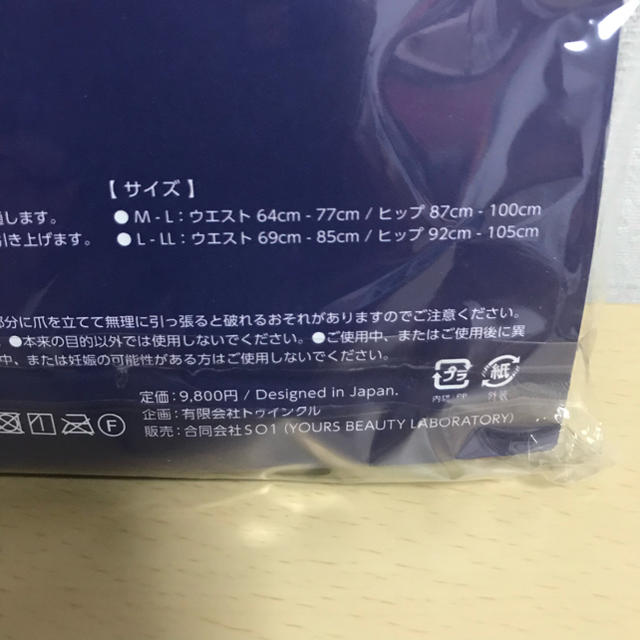 【サイズ】
します。
● M - L：ウエスト 64cm - 77cm / ヒップ 87cm - 100cm
引き上げます。
● L - LL：ウエスト 69cm - 85cm / ヒップ 92cm - 105cm
部分に爪を立てて無理に引っ張ると破れるおそれがありますのでご注意ください。
●本来の目的以外では使用しないでください。●ご使用中、またはご使用後に異
中、または妊娠の可能性がある方はご使用しないでください。
プラ 紙
外装
定価：9,800円 / Designed in Japan.
企画：有限会社トゥインクル
販売：合同会社SO1 (YOURS BEAUTY LABORATORY)
F